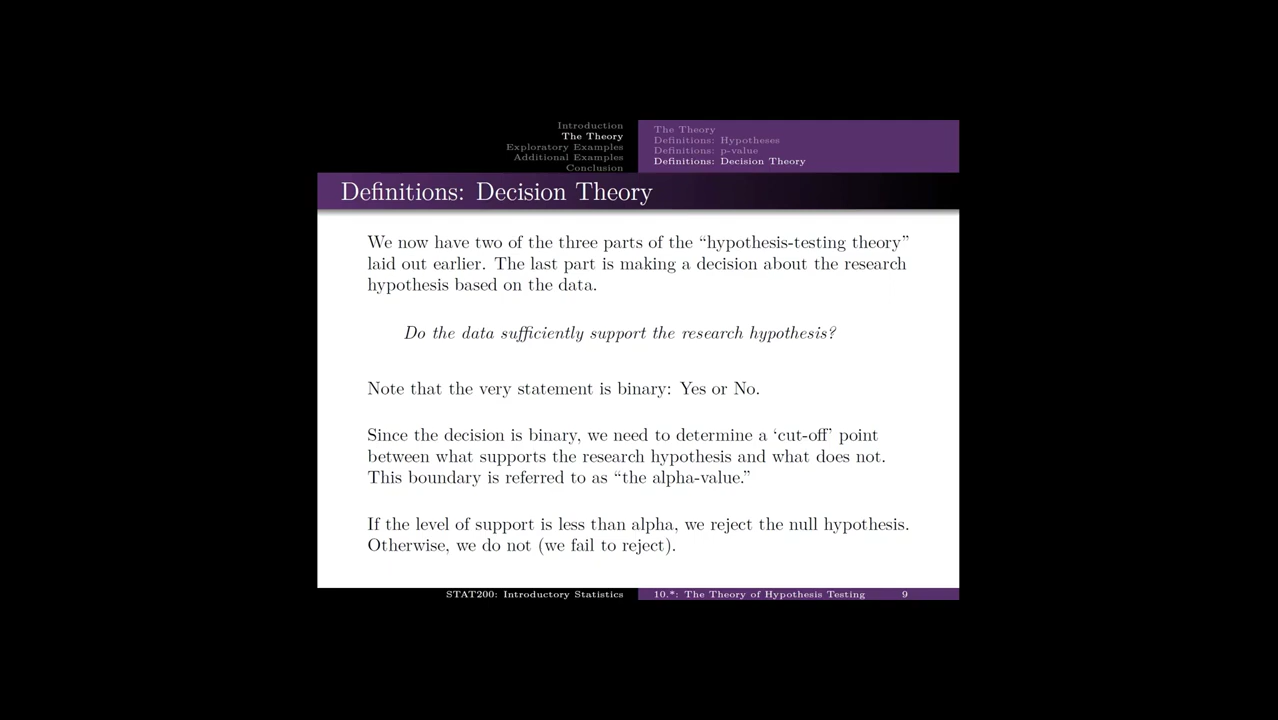 Introduction
The Theory
Exploratory Examples
Additional Examples
Conclusion
The Theory
Definitions: Hypotheses
Definitions: p-value
Definitions: Decision Theory
Definitions: Decision Theory
We now have two of the three parts of the “hypothesis-testing theory”
laid out earlier. The last part is making a decision about the research
hypothesis based on the data.
Do the data sufficiently support the research hypothesis?
Note that the very statement is binary: Yes or No.
Since the decision is binary, we need to determine a ‘cut-off’ point
between what supports the research hypothesis and what does not.
This boundary is referred to as “the alpha-value.”
If the level of support is less than alpha, we reject the null hypothesis.
Otherwise, we do not (we fail to reject).
STAT200: Introductory Statistics
10.*: The Theory of Hypothesis Testing 9